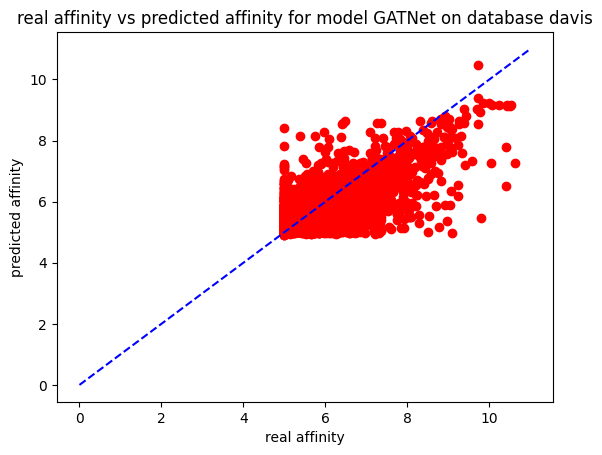 real affinity vs predicted affinity for model GATNet on database davis
predicted affinity
10
8
6
4
2
0
0 2 4 6 8 10
real affinity